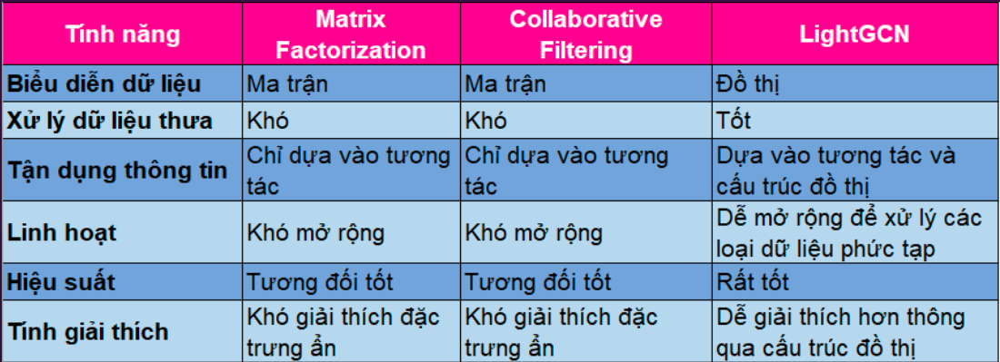 Tính năng
Matrix
Factorization
Collaborative
Filtering
LightGCN
Biểu diễn dữ liệu
Ma trận
Ma trận
Đồ thị
Xử lý dữ liệu thưa
Khó
Khó
Tốt
Tận dụng thông tin
Chỉ dựa vào tương
tác
Chỉ dựa vào tương
tác
Dựa vào tương tác và
cấu trúc đồ thị
Linh hoạt
Khó mở rộng
Khó mở rộng
Dễ mở rộng để xử lý các
loại dữ liệu phức tạp
Hiệu suất
Tương đối tốt
Tương đối tốt
Rất tốt
Tính giải thích
Khó giải thích đặc
trưng ẩn
Khó giải thích đặc
trưng ẩn
Dễ giải thích hơn thông
qua cấu trúc đồ thị